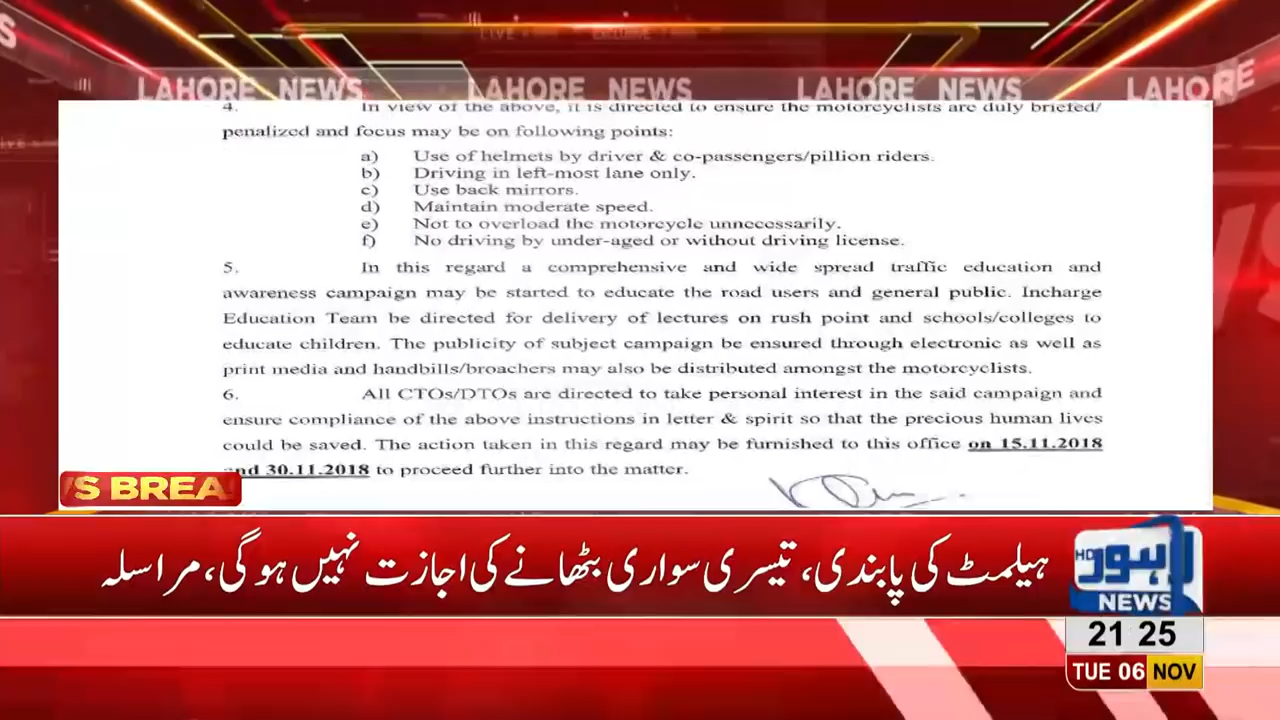 LIVE
EXCLUSIVE
LAHORE NEWS LAHORE NEWS LAHORE NEWS LAHORE
4. In view of the above, it is directed to ensure the motorcyclists are duly briefed/
penalized and focus may be on following points:
a) Use of helmets by driver & co-passengers/pillion riders.
b) Driving in left-most lane only.
c) Use back mirrors.
d) Maintain moderate speed.
e) Not to overload the motorcycle unnecessarily.
f) No driving by under-aged or without driving license.
5. In this regard a comprehensive and wide spread traffic education and
awareness campaign may be started to educate the road users and general public. Incharge
Education Team be directed for delivery of lectures on rush point and schools/colleges to
educate children. The publicity of subject campaign be ensured through electronic as well as
print media and handbills/broachers may also be distributed amongst the motorcyclists.
6. All CTOs/DTOs are directed to take personal interest in the said campaign and
ensure compliance of the above instructions in letter & spirit so that the precious human lives
could be saved. The action taken in this regard may be furnished to this office on 15.11.2018
and 30.11.2018 to proceed further into the matter.
S BREA
ہیلمٹ کی پابندی، تیسری سواری بٹھانے کی اجازت نہیں ہوگی، مراسلہ
HD
لاہور
NEWS
21 25
TUE 06 NOV